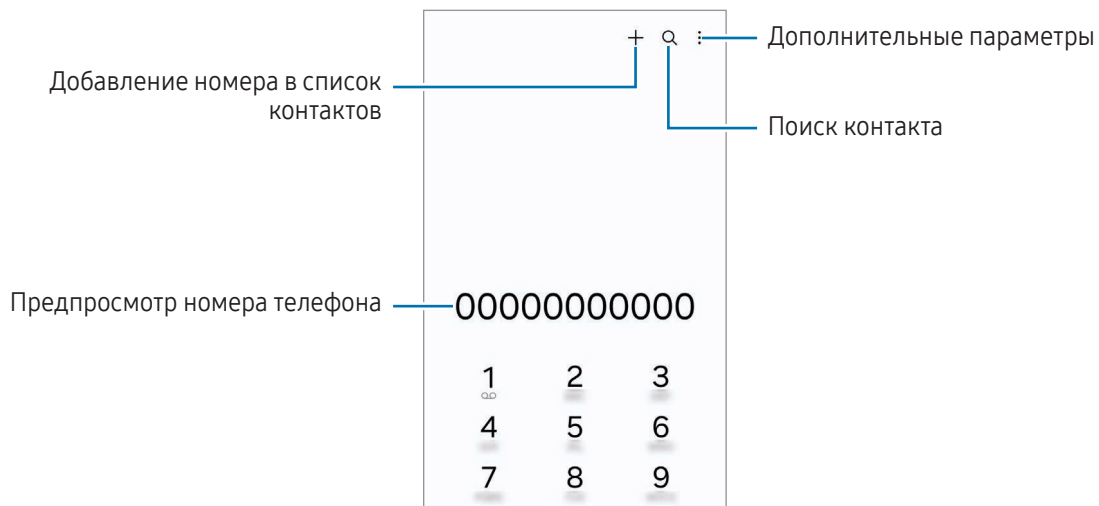 Дополнительные параметры
Добавление номера в список
контактов
Поиск контакта
Предпросмотр номера телефона
00000000000
1 2 3
4 5 6
7 8 9